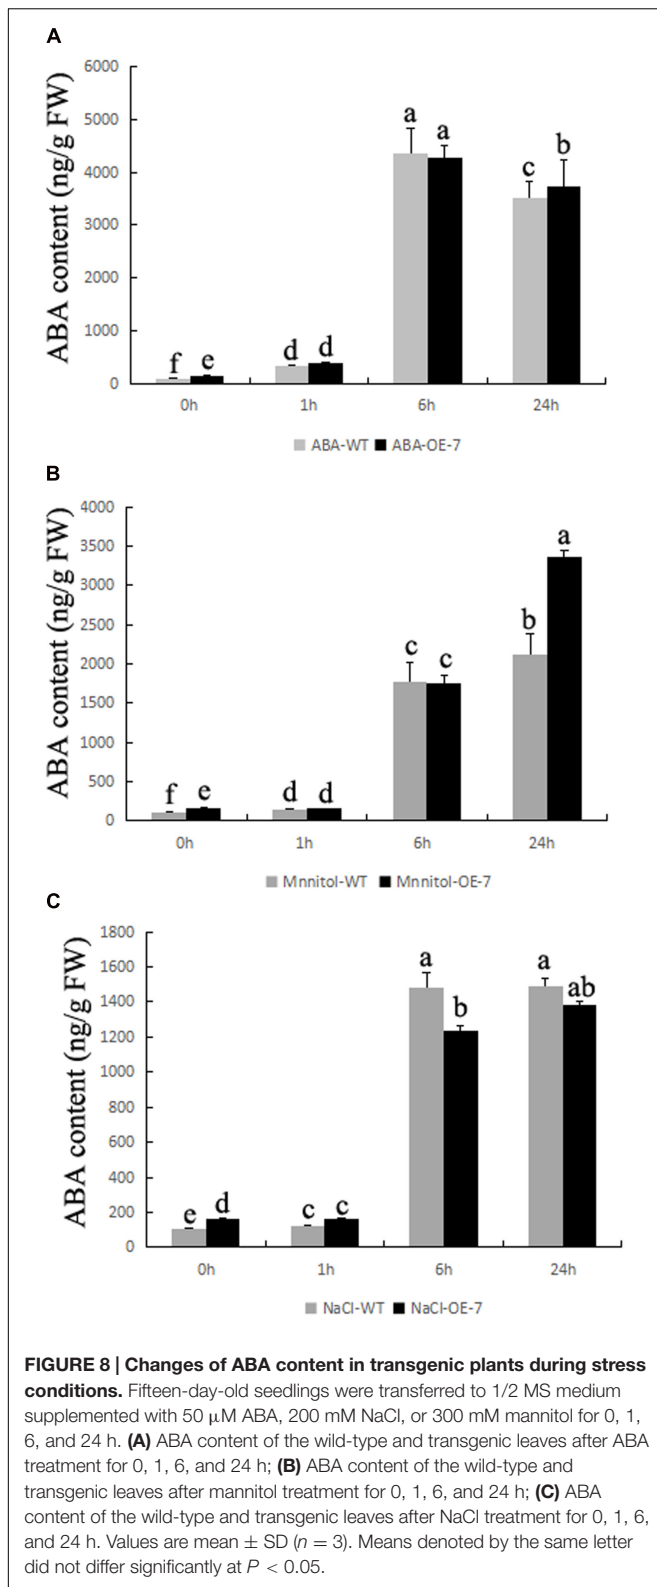 A
ABA content (ng/g FW)
6000
5000
4000
3000
2000
1000
0
a a
c b
d d
f e
0h 1h 6h 24h
ABA-WT ABA-OE-7
B
ABA content (ng/g FW)
4000
3500
3000
2500
2000
1500
1000
500
0
a
b
c c
f e d d
0h 1h 6h 24h
Mnnitol-WT Mnnitol-OE-7
C
ABA content (ng/g FW)
1800
1600
1400
1200
1000
800
600
400
200
0
a a
b ab
e d c c
0h 1h 6h 24h
NaCl-WT NaCl-OE-7
FIGURE 8 | Changes of ABA content in transgenic plants during stress
conditions. Fifteen-day-old seedlings were transferred to 1/2 MS medium
supplemented with 50 μM ABA, 200 mM NaCl, or 300 mM mannitol for 0, 1,
6, and 24 h. (A) ABA content of the wild-type and transgenic leaves after ABA
treatment for 0, 1, 6, and 24 h; (B) ABA content of the wild-type and
transgenic leaves after mannitol treatment for 0, 1, 6, and 24 h; (C) ABA
content of the wild-type and transgenic leaves after NaCl treatment for 0, 1, 6,
and 24 h. Values are mean ± SD (n = 3). Means denoted by the same letter
did not differ significantly at P < 0.05.